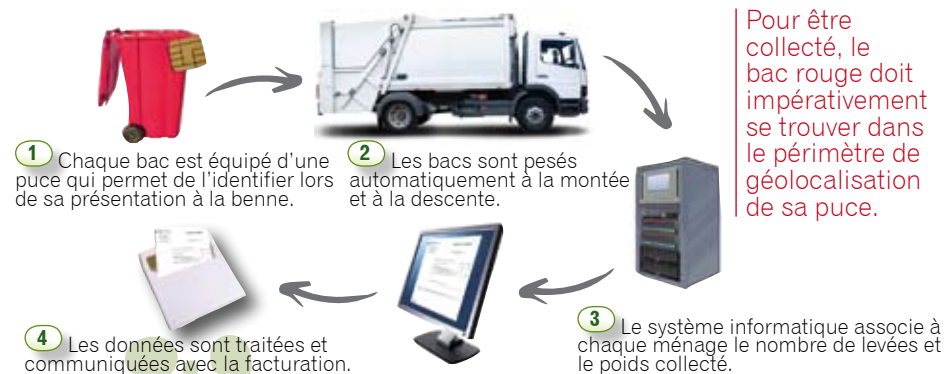 Pour être
collecté, le
bac rouge doit
impérativement
se trouver dans
le périmètre de
géolocalisation
de sa puce.
1 Chaque bac est équipé d’une
puce qui permet de l’identifier lors
de sa présentation à la benne.
2 Les bacs sont pesés
automatiquement à la montée
et à la descente.
3 Le système informatique associe à
chaque ménage le nombre de levées et
le poids collecté.
4 Les données sont traitées et
communiquées avec la facturation.